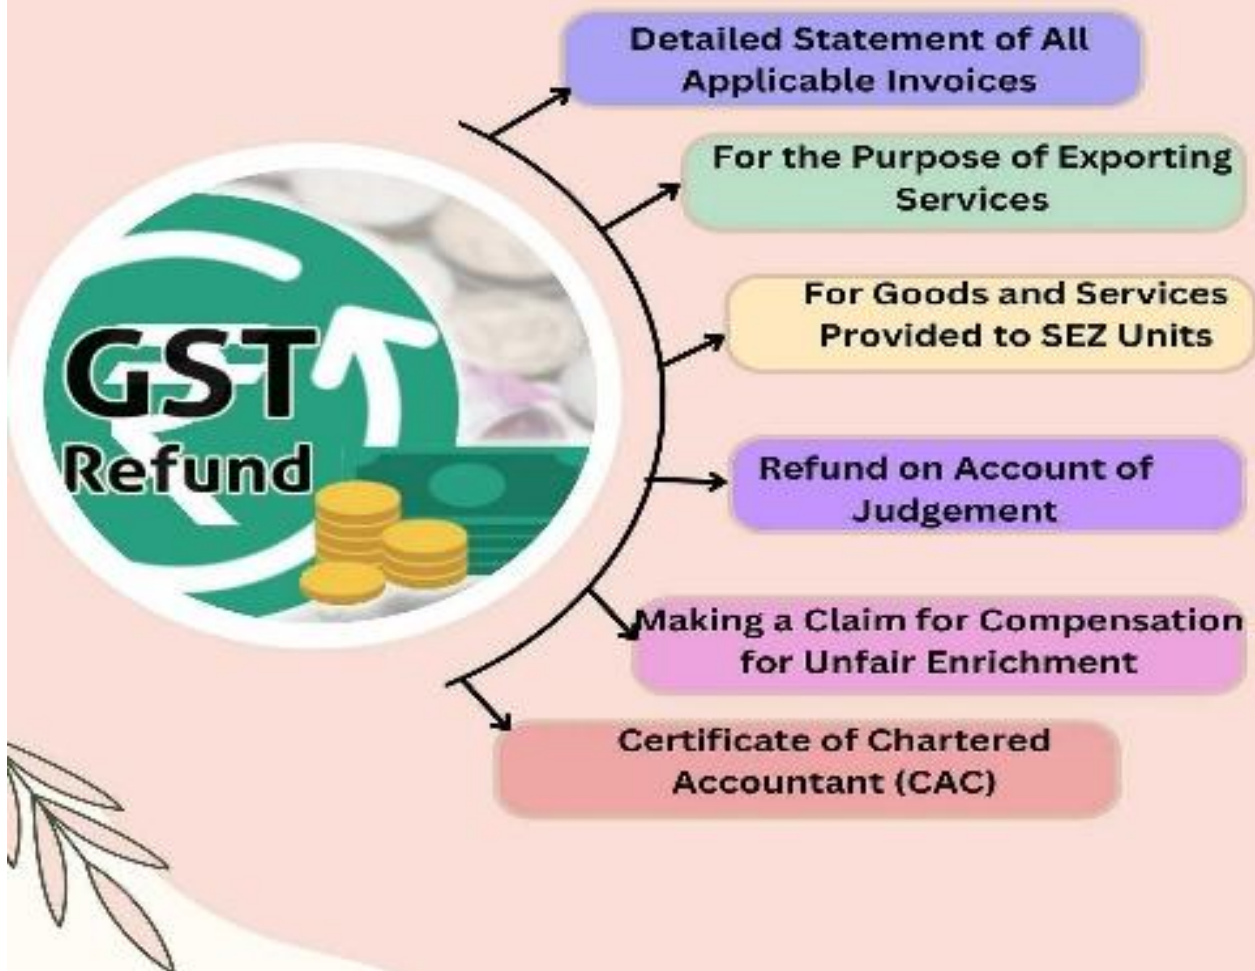 Detailed Statement of All
Applicable Invoices
For the Purpose of Exporting
Services
For Goods and Services
Provided to SEZ Units
GST
Refund
Refund on Account of
Judgement
Making a Claim for Compensation
for Unfair Enrichment
Certificate of Chartered
Accountant (CAC)